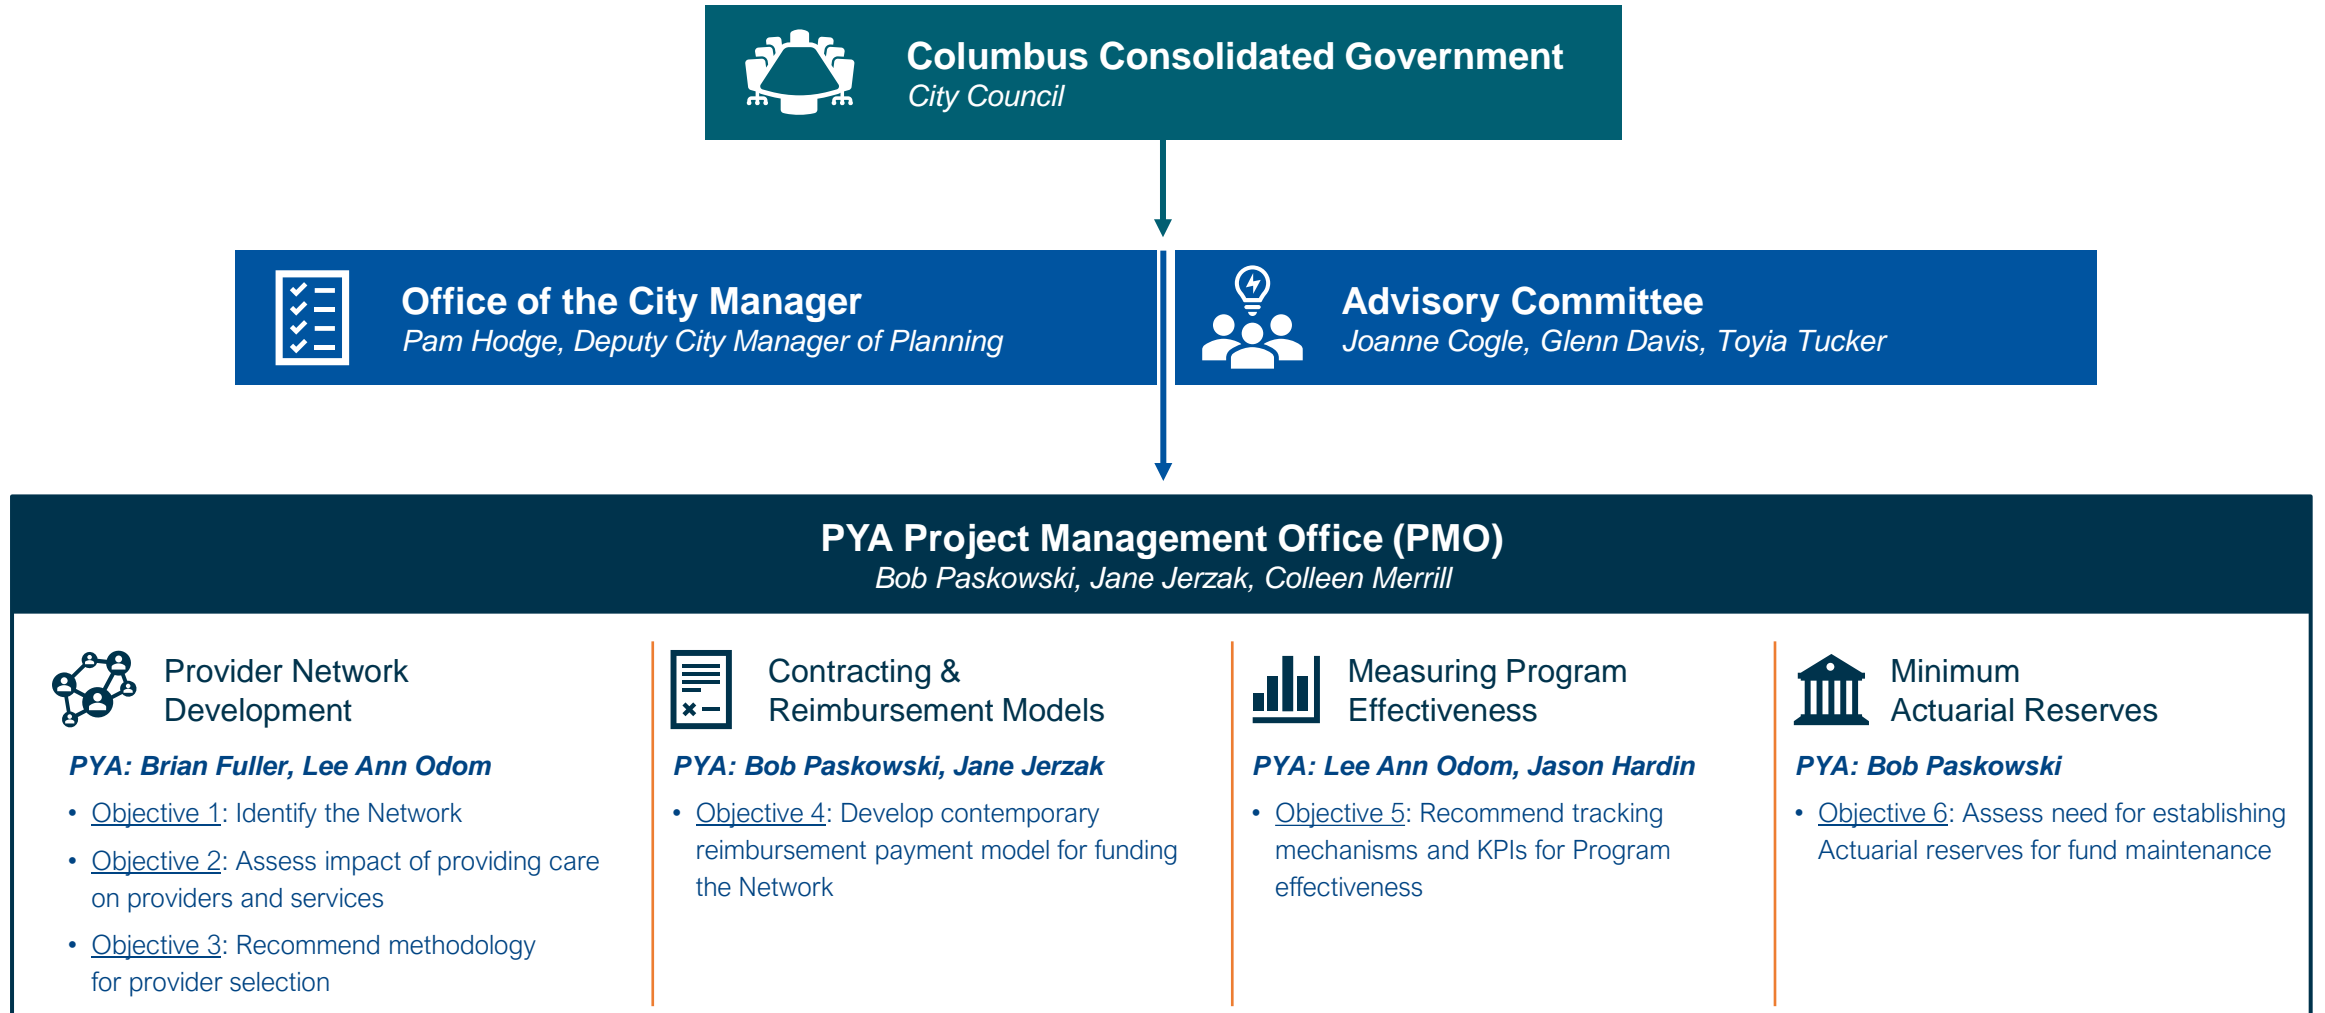 Columbus Consolidated Government
City Council
Office of the City Manager
Pam Hodge, Deputy City Manager of Planning
Advisory Committee
Joanne Cogle, Glenn Davis, Toyia Tucker
PYA Project Management Office (PMO)
Bob Paskowski, Jane Jerzak, Colleen Merrill
Provider Network
Development
PYA: Brian Fuller, Lee Ann Odom
• Objective 1: Identify the Network
• Objective 2: Assess impact of providing care
on providers and services
• Objective 3: Recommend methodology
for provider selection
Contracting &
Reimbursement Models
PYA: Bob Paskowski, Jane Jerzak
• Objective 4: Develop contemporary
reimbursement payment model for funding
the Network
Measuring Program
Effectiveness
PYA: Lee Ann Odom, Jason Hardin
• Objective 5: Recommend tracking
mechanisms and KPIs for Program
effectiveness
Minimum
Actuarial Reserves
PYA: Bob Paskowski
• Objective 6: Assess need for establishing
Actuarial reserves for fund maintenance